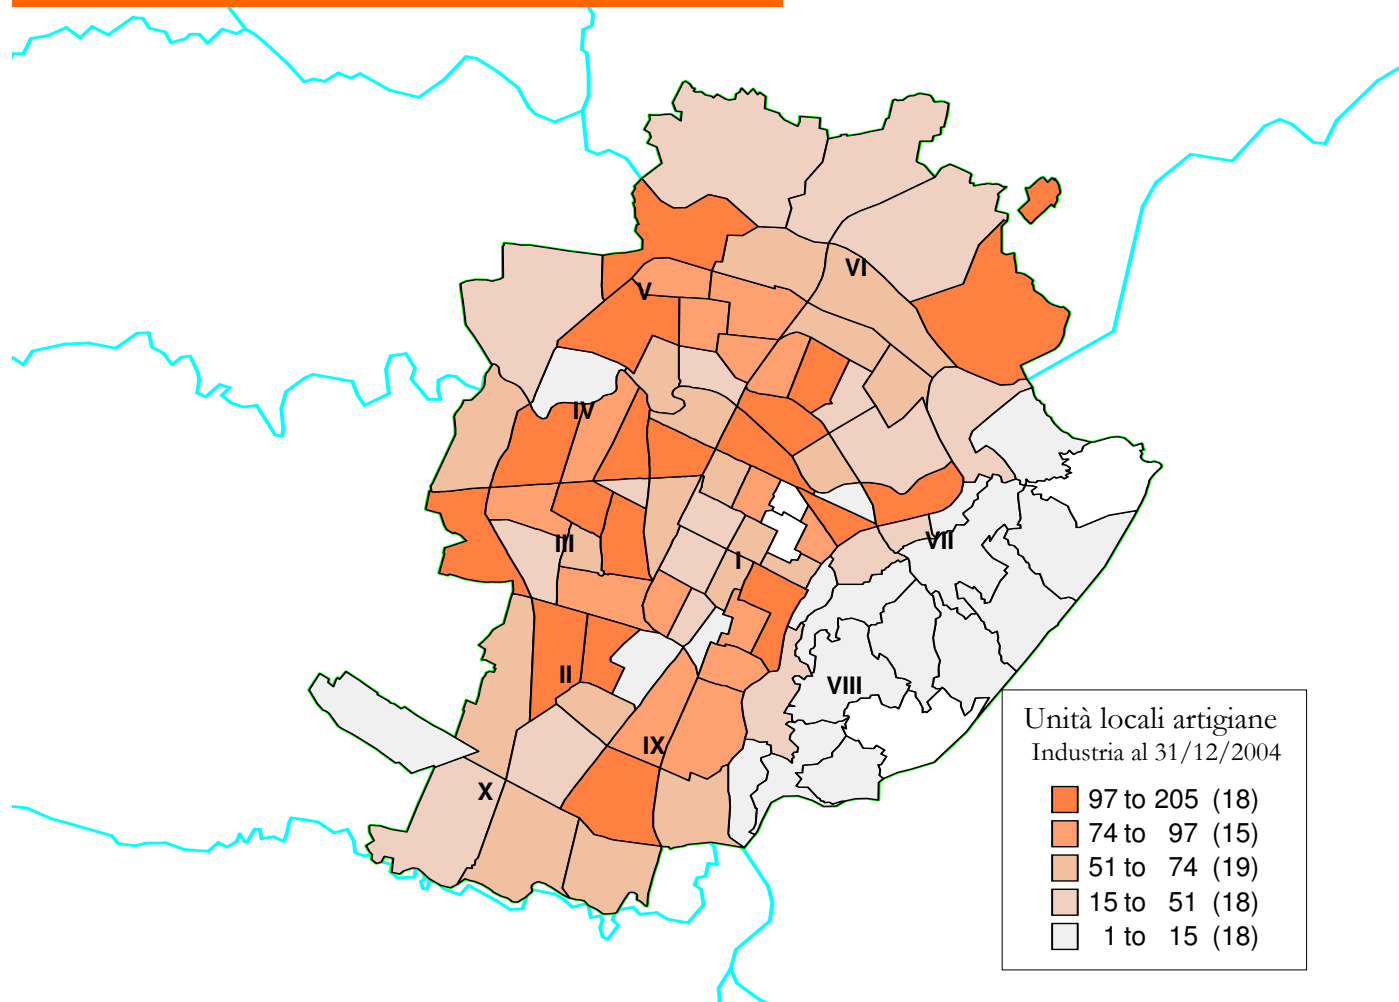 VI
V
IV
III
I
VII
II
VIII
IX
X
Unità locali artigiane
Industria al 31/12/2004
97 to 205 (18)
74 to 97 (15)
51 to 74 (19)
15 to 51 (18)
1 to 15 (18)